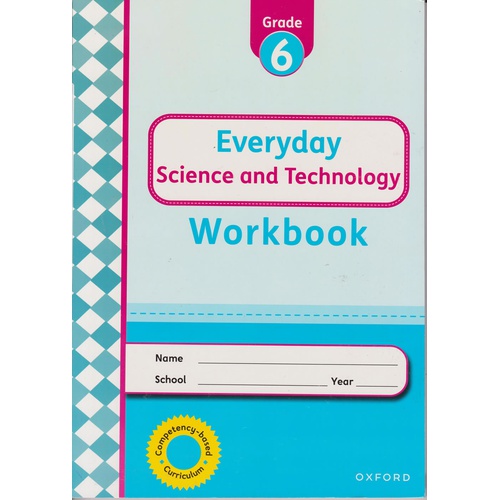 Grade
6
Everyday
Science and Technology
Workbook
Name
School Year
Competency-based
Curriculum
OXFORD